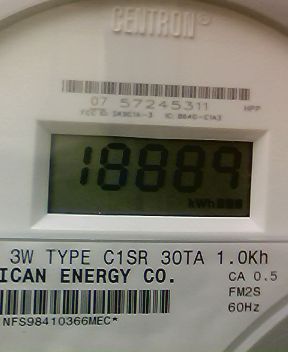 CENTRON®
07 57245311
HPP
18889
kWh
3W TYPE C1SR 30TA 1.0Kh
ICAN ENERGY CO.
CA 0.5
FM2S
60Hz
NFS98410366MEC*